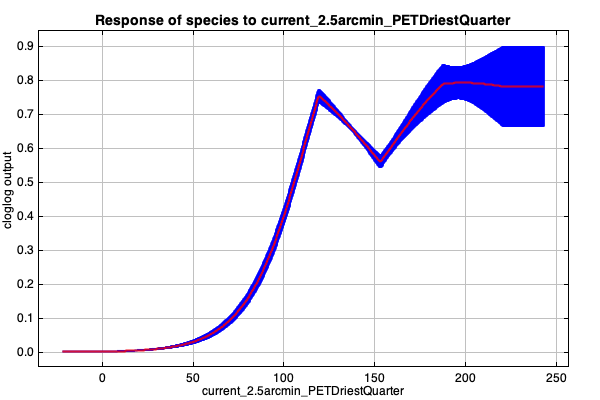 Response of species to current_2.5arcmin_PETDriestQuarter
0.9
0.8
0.7
0.6
0.5
0.4
0.3
0.2
0.1
0.0
cloglog output
0 50 100 150 200 250
current_2.5arcmin_PETDriestQuarter